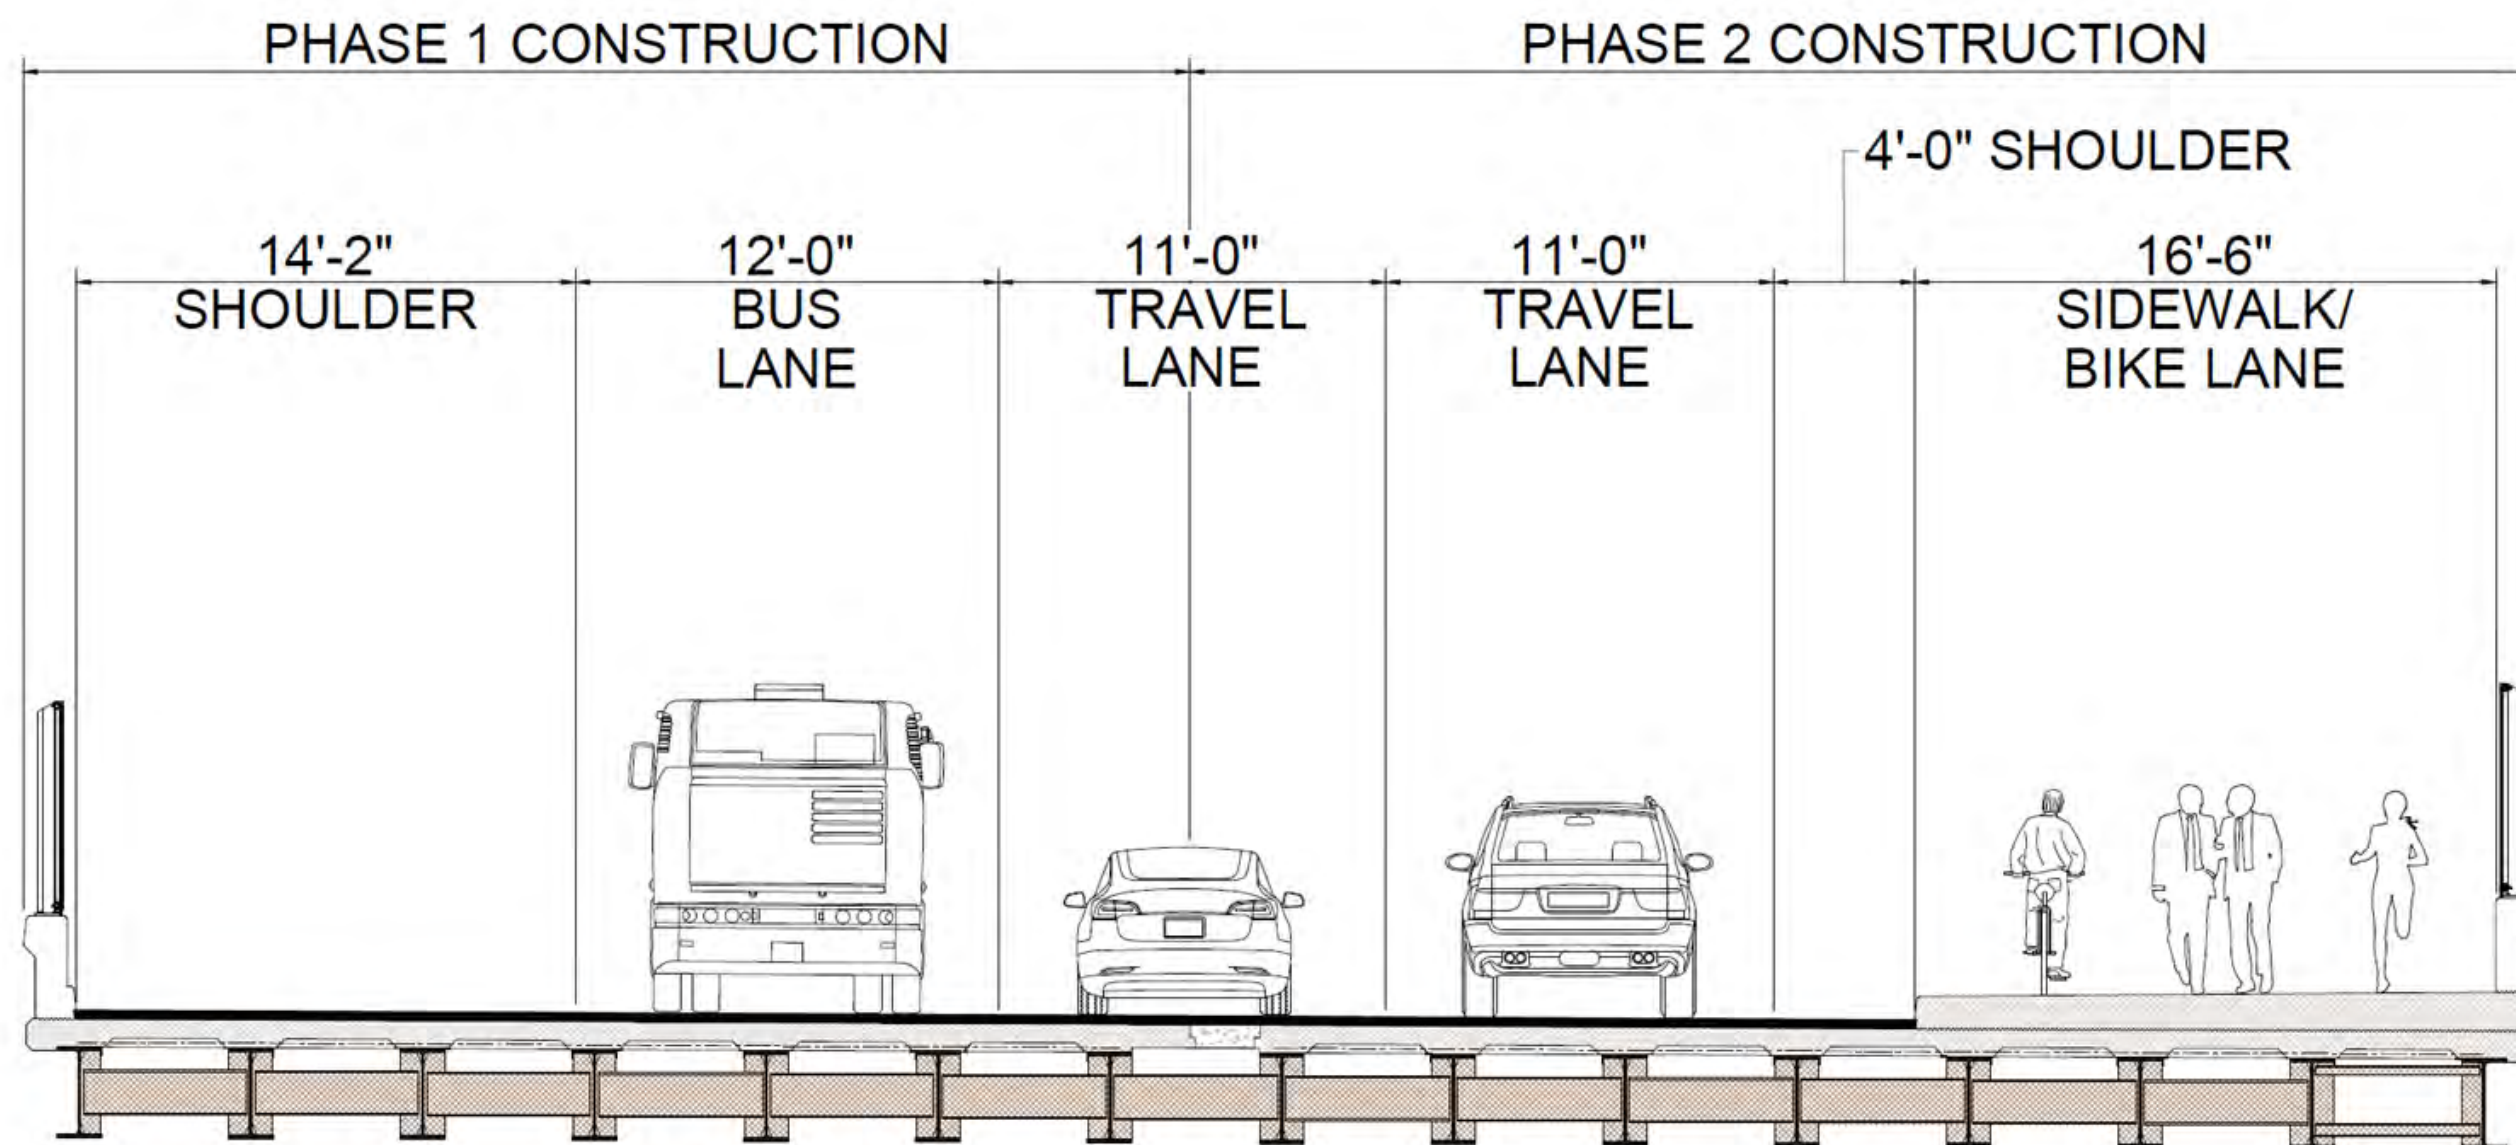 PHASE 1 CONSTRUCTION
PHASE 2 CONSTRUCTION
4'-0" SHOULDER
14'-2"
SHOULDER
12'-0"
BUS
LANE
11'-0"
TRAVEL
LANE
11'-0"
TRAVEL
LANE
16'-6"
SIDEWALK/
BIKE LANE